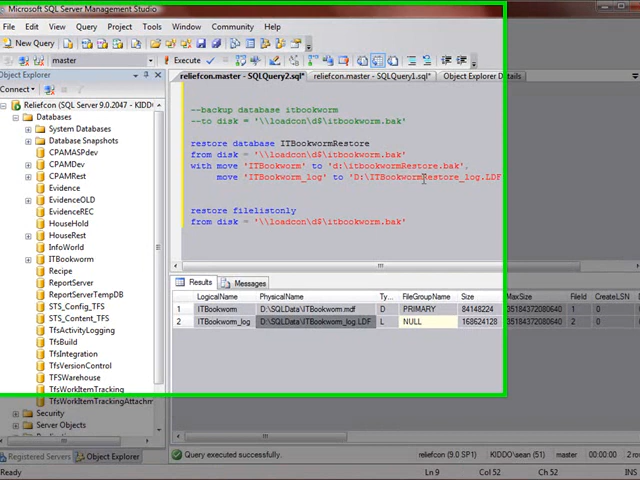 Microsoft SQL Server Management Studio
File Edit View Query Project Tools Window Community Help
New Query
master Execute
Object Explorer
reliefcon.master - SQLQuery2.sql* reliefcon.master - SQLQuery1.sql* Object Explorer Details
Connect
Reliefcon (SQL Server 9.0.2047 - KIDDO
Databases
System Databases
Database Snapshots
CPAMASPdev
CPAMDev
CPAMRest
Evidence
EvidenceOLD
EvidenceREC
HouseHold
HouseRest
InfoWorld
ITBookworm
Recipe
ReportServer
ReportServerTempDB
STS_Config_TFS
STS_Content_TFS
TfsActivityLogging
TfsBuild
TfsIntegration
TfsVersionControl
TFSWarehouse
TfsWorkItemTracking
TfsWorkItemTrackingAttachm
Security
Server Objects
Registered Servers Object Explorer
--backup database itbookworm
--to disk = '\\loadcon\d$\itbookworm.bak'
restore database ITBookwormRestore
from disk = '\\loadcon\d$\itbookworm.bak'
with move 'ITBookworm' to 'd:\itbookwormRestore.bak',
move 'ITBookworm_log' to 'D:\ITBookwormRestore_log.LDF
restore filelistonly
from disk = '\\loadcon\d$\itbookworm.bak'
Results Messages
LogicalName PhysicalName Ty... FileGroupName Size MaxSize FileId CreateLSN
1 ITBookworm D:\SQLData\ITBookworm.mdf D PRIMARY 84148224 35184372080640 1 0
2 ITBookworm_log D:\SQLData\ITBookworm_log.LDF L NULL 168624128 35184372080640 2 0
Query executed successfully. reliefcon (9.0 SP1) KIDDO\sean (51) master 00:00:00 2 ro
Ready Ln 9 Col 52 Ch 52 INS